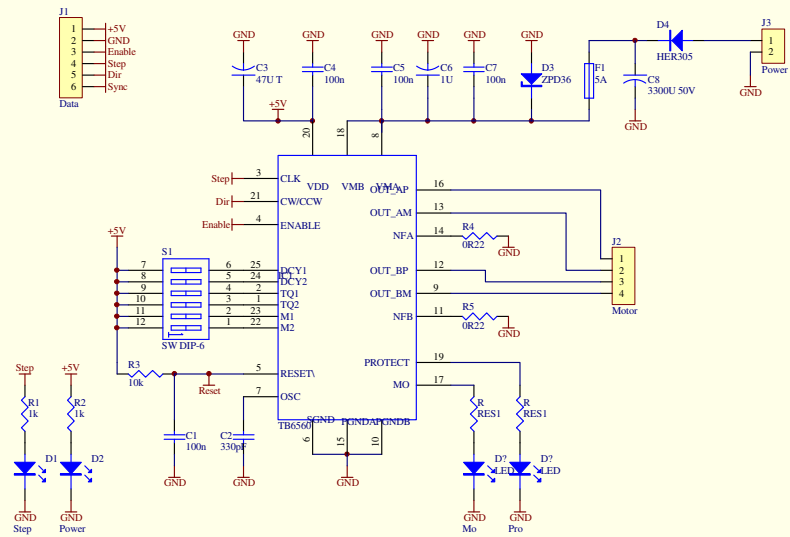 J1
1 +5V
2 GND
3 Enable
4 Step
5 Dir
6 Sync
Data
GND GND GND GND GND GND
C3
47U T
C4
100n
C5
100n
C6
1U
C7
100n
D3
ZPD36
F1
5A
D4
HER305
C8
3300U 50V
GND
J3
1
2
Power
GND
+5V
20 18 8
VDD VMB VMA
Step 3 CLK
Dir 21 CW/CCW
Enable 4 ENABLE
+5V
S1
7 6 25 DCY1
8 5 24 DCY2
9 4 2 TQ1
10 3 1 TQ2
11 2 23 M1
12 1 22 M2
SW DIP-6
R3
10k
Reset
5 RESET\
7 OSC
C1
100n
GND
C2
330pF
GND
TB6560
SGND PGNDA PGNDB
6 15 10
GND
OUT_AP 16
OUT_AM 13
NFA 14
R4
0R22
GND
OUT_BP 12
OUT_BM 9
NFB 11
R5
0R22
GND
PROTECT 19
MO 17
J2
1
2
3
4
Motor
R
RES1
R
RES1
D?
LED
D?
LED
GND GND
Mo Pro
Step +5V
R1
1k
R2
1k
D1 D2
GND GND
Step Power